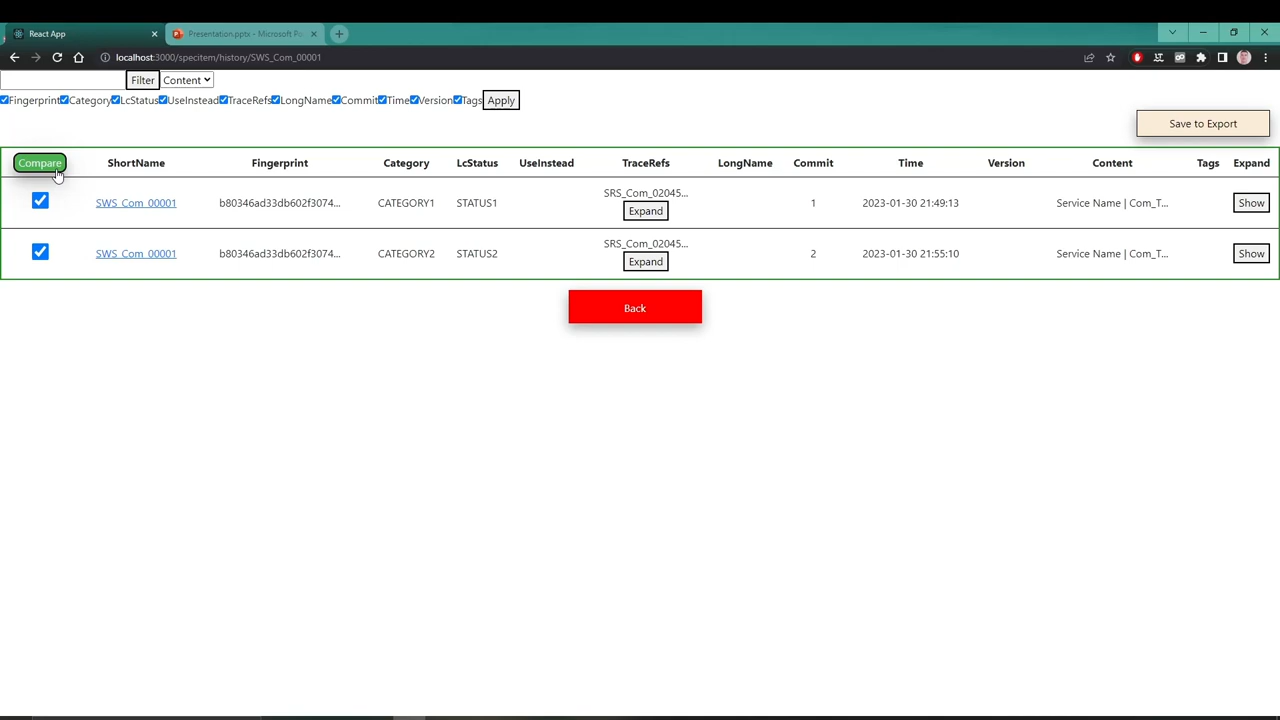 React App
Presentation.pptx - Microsoft Po
localhost:3000/specitem/history/SWS_Com_00001
Filter Content
Fingerprint Category LcStatus UseInstead TraceRefs LongName Commit Time Version Tags Apply
Save to Export
Compare ShortName Fingerprint Category LcStatus UseInstead TraceRefs LongName Commit Time Version Content Tags Expand
SWS_Com_00001 b80346ad33db602f3074... CATEGORY1 STATUS1 SRS_Com_02045... Expand 1 2023-01-30 21:49:13 Service Name | Com_T... Show
SWS_Com_00001 b80346ad33db602f3074... CATEGORY2 STATUS2 SRS_Com_02045... Expand 2 2023-01-30 21:55:10 Service Name | Com_T... Show
Back